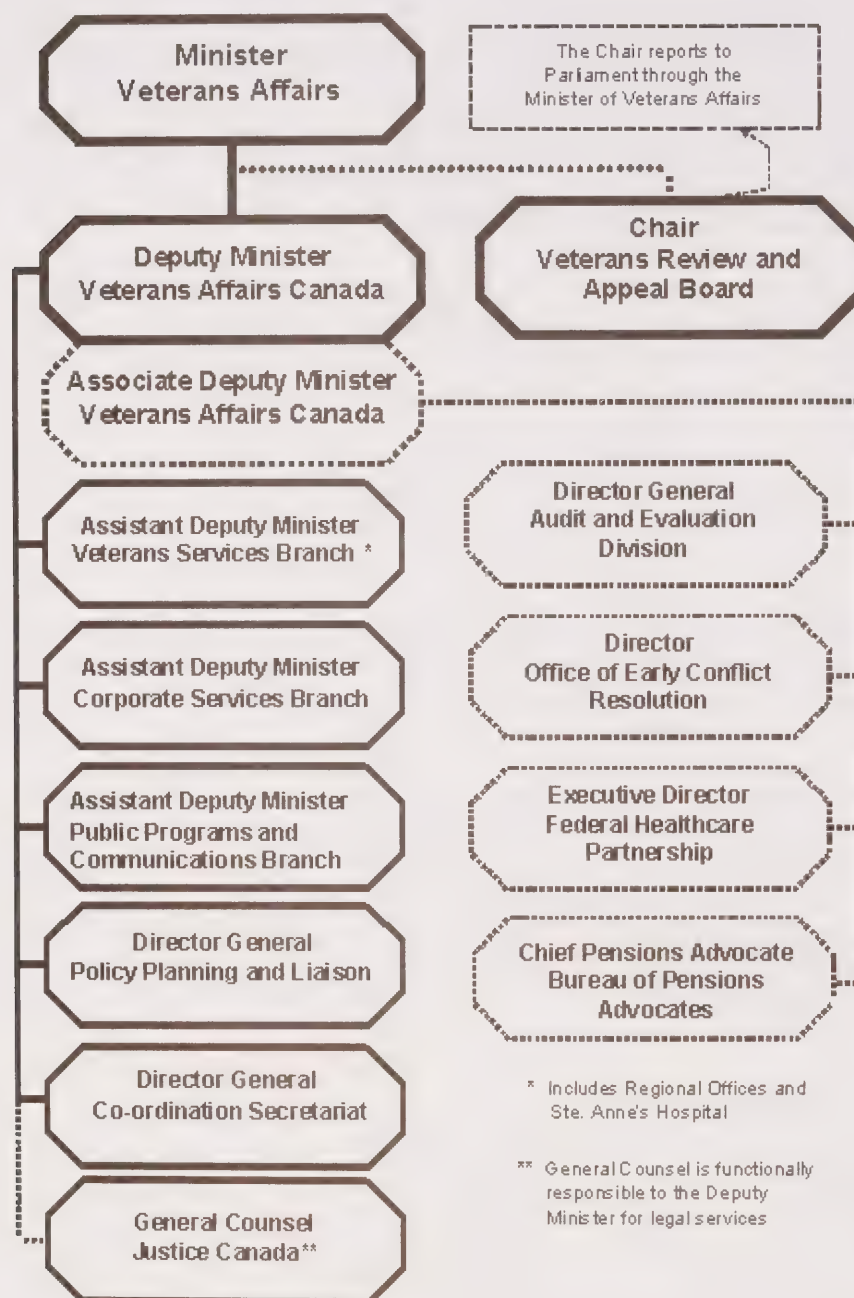 Minister
Veterans Affairs
The Chair reports to
Parliament through the
Minister of Veterans Affairs
Deputy Minister
Veterans Affairs Canada
Chair
Veterans Review and
Appeal Board
Associate Deputy Minister
Veterans Affairs Canada
Assistant Deputy Minister
Veterans Services Branch *
Assistant Deputy Minister
Corporate Services Branch
Assistant Deputy Minister
Public Programs and
Communications Branch
Director General
Policy Planning and Liaison
Director General
Co-ordination Secretariat
General Counsel
Justice Canada**
Director General
Audit and Evaluation
Division
Director
Office of Early Conflict
Resolution
Executive Director
Federal Healthcare
Partnership
Chief Pensions Advocate
Bureau of Pensions
Advocates
* Includes Regional Offices and
Ste. Anne's Hospital
** General Counsel is functionally
responsible to the Deputy
Minister for legal services